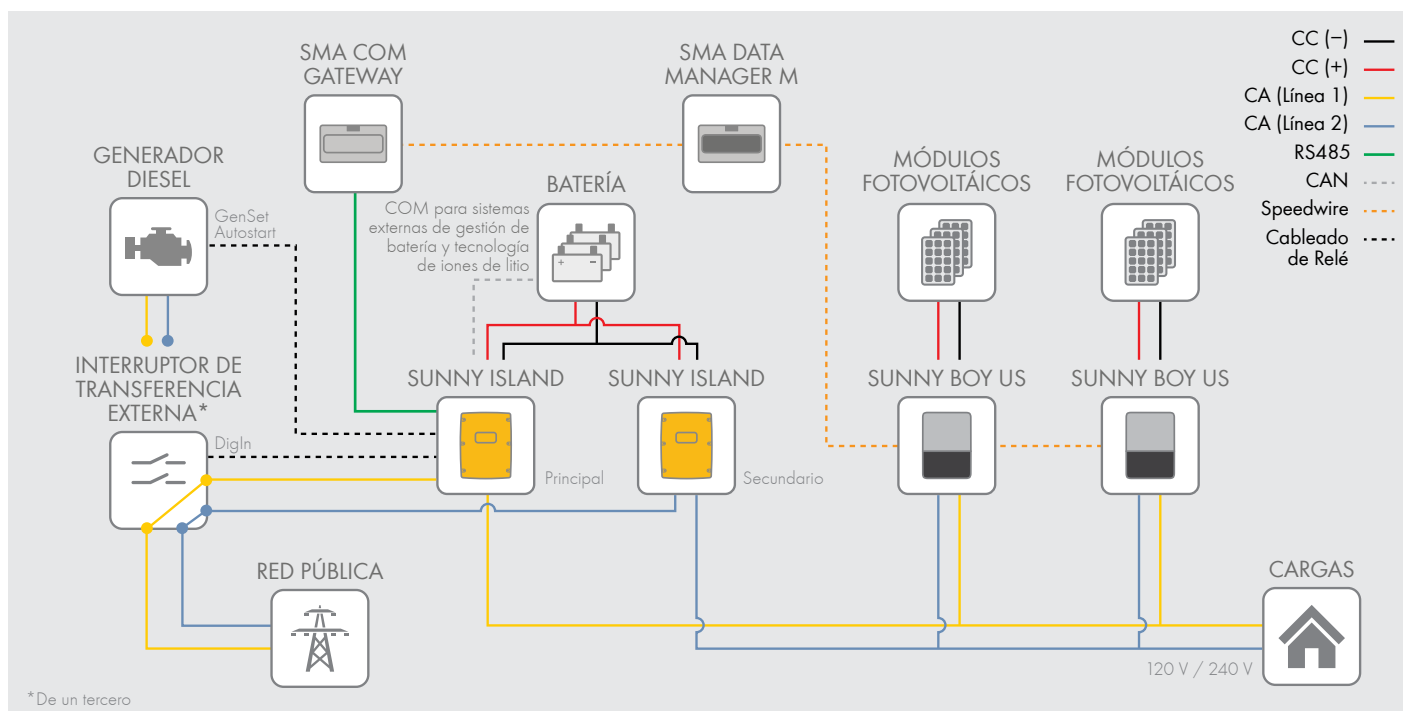 SMA COM
GATEWAY
SMA DATA
MANAGER M
CC (−)
CC (+)
CA (Línea 1)
CA (Línea 2)
RS485
CAN
Speedwire
Cableado
de Relé
GENERADOR
DIESEL
GenSet
Autostart
COM para sistemas
externas de gestión de
batería y tecnología
de iones de litio
BATERÍA
+ −
MÓDULOS
FOTOVOLTÁICOS
MÓDULOS
FOTOVOLTÁICOS
INTERRUPTOR DE
TRANSFERENCIA
EXTERNA*
DigIn
SUNNY ISLAND
Principal
SUNNY ISLAND
Secundario
SUNNY BOY US
SUNNY BOY US
RED PÚBLICA
CARGAS
120 V / 240 V
*De un tercero